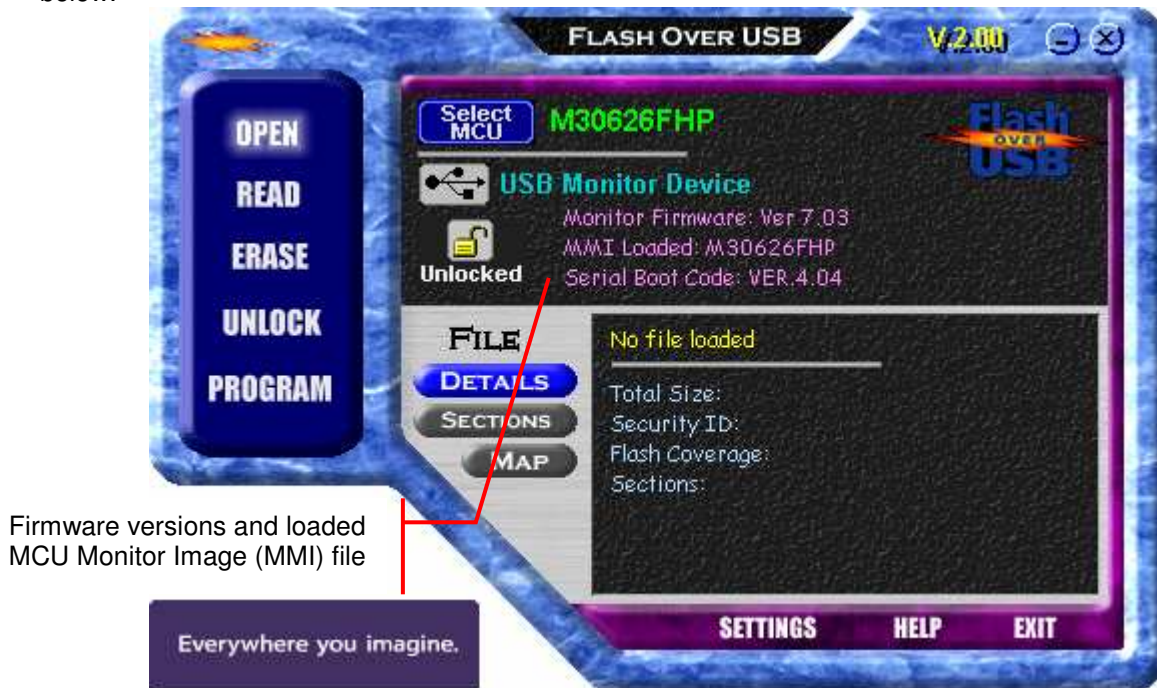 below.
FLASH OVER USB
V.2.00
OPEN
READ
ERASE
UNLOCK
PROGRAM
Select
MCU
M30626FHP
Flash
OVER
USB
USB Monitor Device
Monitor Firmware: Ver 7.03
MMI Loaded: M30626FHP
Serial Boot Code: VER.4.04
Unlocked
FILE
DETAILS
SECTIONS
MAP
No file loaded
Total Size:
Security ID:
Flash Coverage:
Sections:
Firmware versions and loaded
MCU Monitor Image (MMI) file
Everywhere you imagine.
SETTINGS
HELP
EXIT